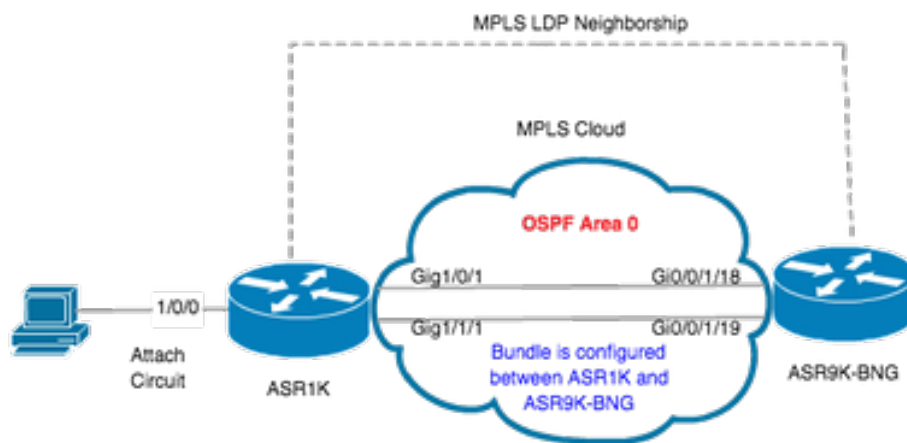 MPLS LDP Neighborship
MPLS Cloud
OSPF Area 0
Gig1/0/1
Gi0/0/1/18
1/0/0
Gig1/1/1
Gi0/0/1/19
Attach
Circuit
ASR1K
Bundle is configured
between ASR1K and
ASR9K-BNG
ASR9K-BNG